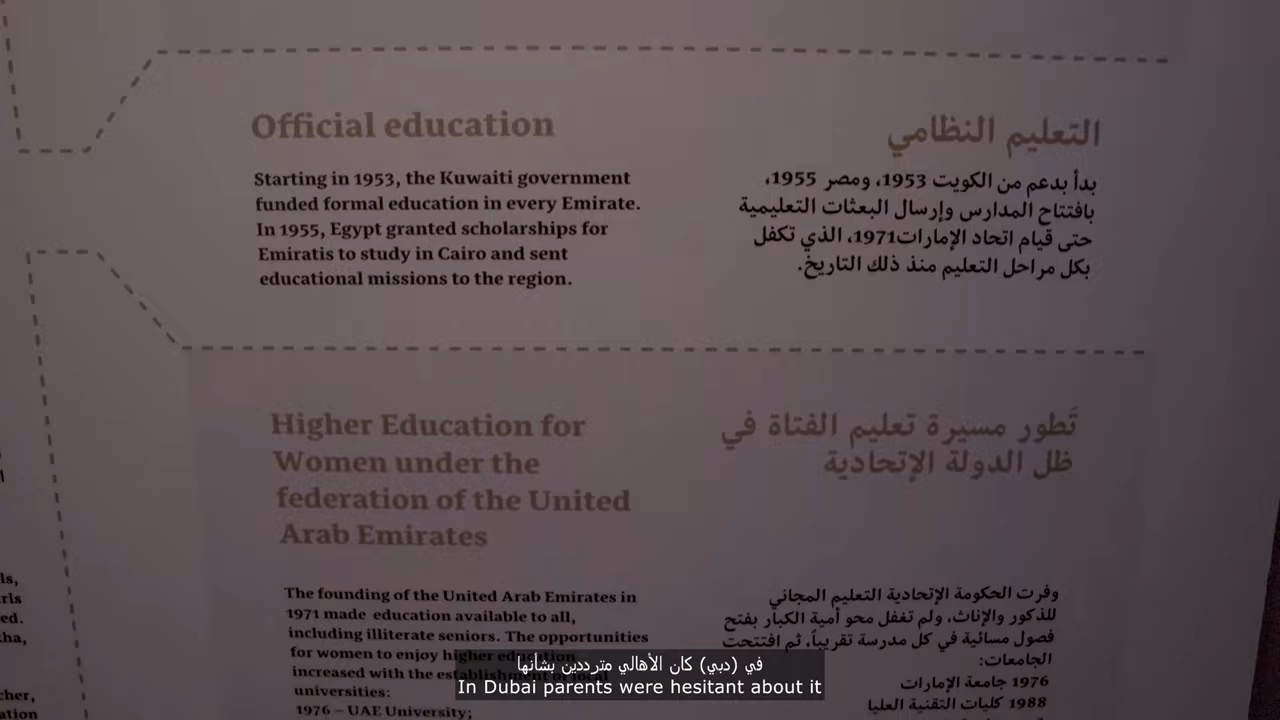 Official education
Starting in 1953, the Kuwaiti government
funded formal education in every Emirate.
In 1955, Egypt granted scholarships for
Emiratis to study in Cairo and sent
educational missions to the region.
التعليم النظامي
بدأ بدعم من الكويت 1953، ومصر 1955،
بافتتاح المدارس وإرسال البعثات التعليمية
حتى قيام اتحاد الإمارات1971، الذي تكفل
بكل مراحل التعليم منذ ذلك التاريخ.
Higher Education for
Women under the
federation of the United
Arab Emirates
The founding of the United Arab Emirates in
1971 made education available to all,
including illiterate seniors. The opportunities
for women to enjoy higher education
increased with the establishment of local
universities:
1976 – UAE University;
تَطور مسيرة تعليم الفتاة في
ظل الدولة الإتحادية
وفرت الحكومة الإتحادية التعليم المجاني
للذكور والإناث، ولم تغفل محو أمية الكبار بفتح
فصول مسائية في كل مدرسة تقريباً، ثم افتتحت
الجامعات:
1976 جامعة الإمارات
1988 كليات التقنية العليا
في (دبي) كان الأهالي مترددين بشأنها
In Dubai parents were hesitant about it